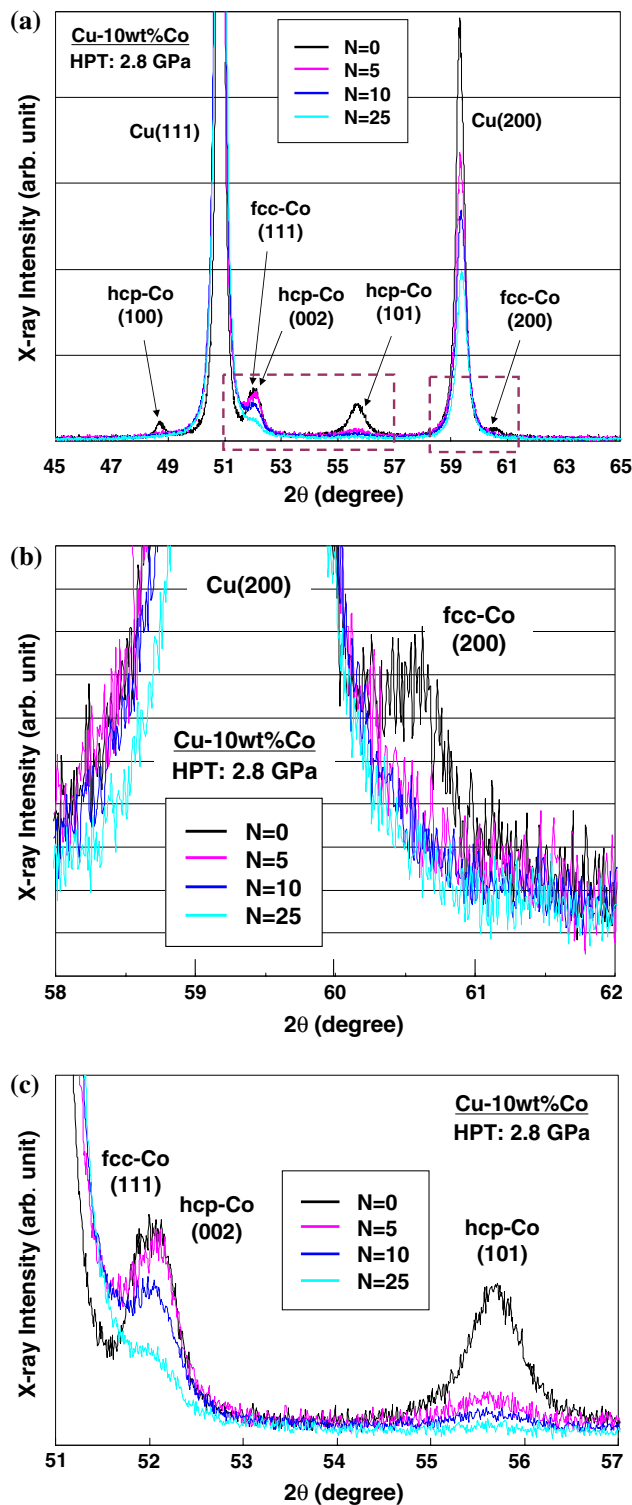 (a)
Cu-10wt%Co
HPT: 2.8 GPa
N=0
N=5
N=10
N=25
Cu(111)
Cu(200)
fcc-Co
(111)
hcp-Co
(100)
hcp-Co
(002)
hcp-Co
(101)
fcc-Co
(200)
X-ray Intensity (arb. unit)
45 47 49 51 53 55 57 59 61 63 65
2θ (degree)
(b)
Cu(200)
fcc-Co
(200)
Cu-10wt%Co
HPT: 2.8 GPa
N=0
N=5
N=10
N=25
X-ray Intensity (arb. unit)
58 59 60 61 62
2θ (degree)
(c)
Cu-10wt%Co
HPT: 2.8 GPa
fcc-Co
(111)
hcp-Co
(002)
N=0
N=5
N=10
N=25
hcp-Co
(101)
X-ray Intensity (arb. unit)
51 52 53 54 55 56 57
2θ (degree)